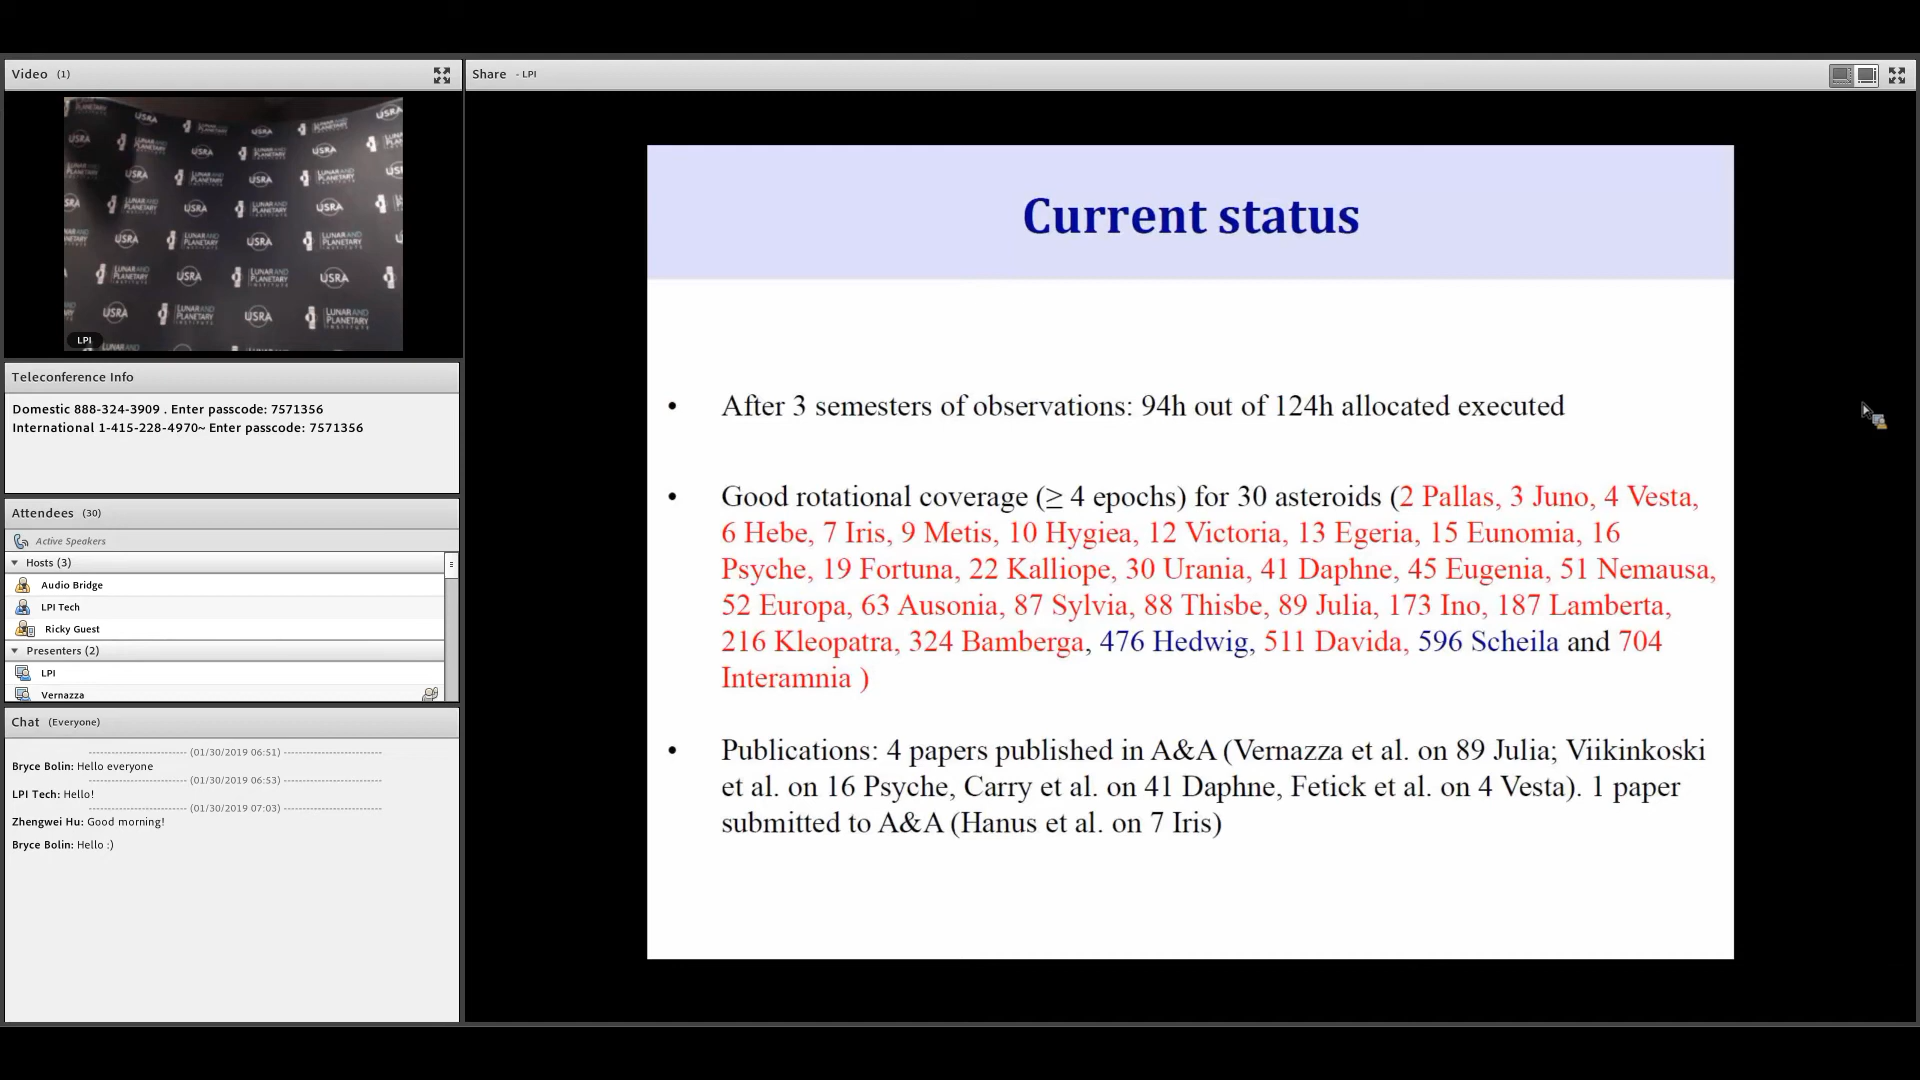 Video (1)
LPI
Teleconference Info
Domestic 888-324-3909 . Enter passcode: 7571356
International 1-415-228-4970~ Enter passcode: 7571356
Attendees (30)
Active Speakers
Hosts (3)
Audio Bridge
LPI Tech
Ricky Guest
Presenters (2)
LPI
Vernazza
Chat (Everyone)
------------------- (01/30/2019 06:51) -------------------
Bryce Bolin: Hello everyone
------------------- (01/30/2019 06:53) -------------------
LPI Tech: Hello!
------------------- (01/30/2019 07:03) -------------------
Zhengwei Hu: Good morning!
Bryce Bolin: Hello :)
Share - LPI
Current status
• After 3 semesters of observations: 94h out of 124h allocated executed
• Good rotational coverage (≥ 4 epochs) for 30 asteroids (2 Pallas, 3 Juno, 4 Vesta,
6 Hebe, 7 Iris, 9 Metis, 10 Hygiea, 12 Victoria, 13 Egeria, 15 Eunomia, 16
Psyche, 19 Fortuna, 22 Kalliope, 30 Urania, 41 Daphne, 45 Eugenia, 51 Nemausa,
52 Europa, 63 Ausonia, 87 Sylvia, 88 Thisbe, 89 Julia, 173 Ino, 187 Lamberta,
216 Kleopatra, 324 Bamberga, 476 Hedwig, 511 Davida, 596 Scheila and 704
Interamnia )
• Publications: 4 papers published in A&A (Vernazza et al. on 89 Julia; Viikinkoski
et al. on 16 Psyche, Carry et al. on 41 Daphne, Fetick et al. on 4 Vesta). 1 paper
submitted to A&A (Hanus et al. on 7 Iris)